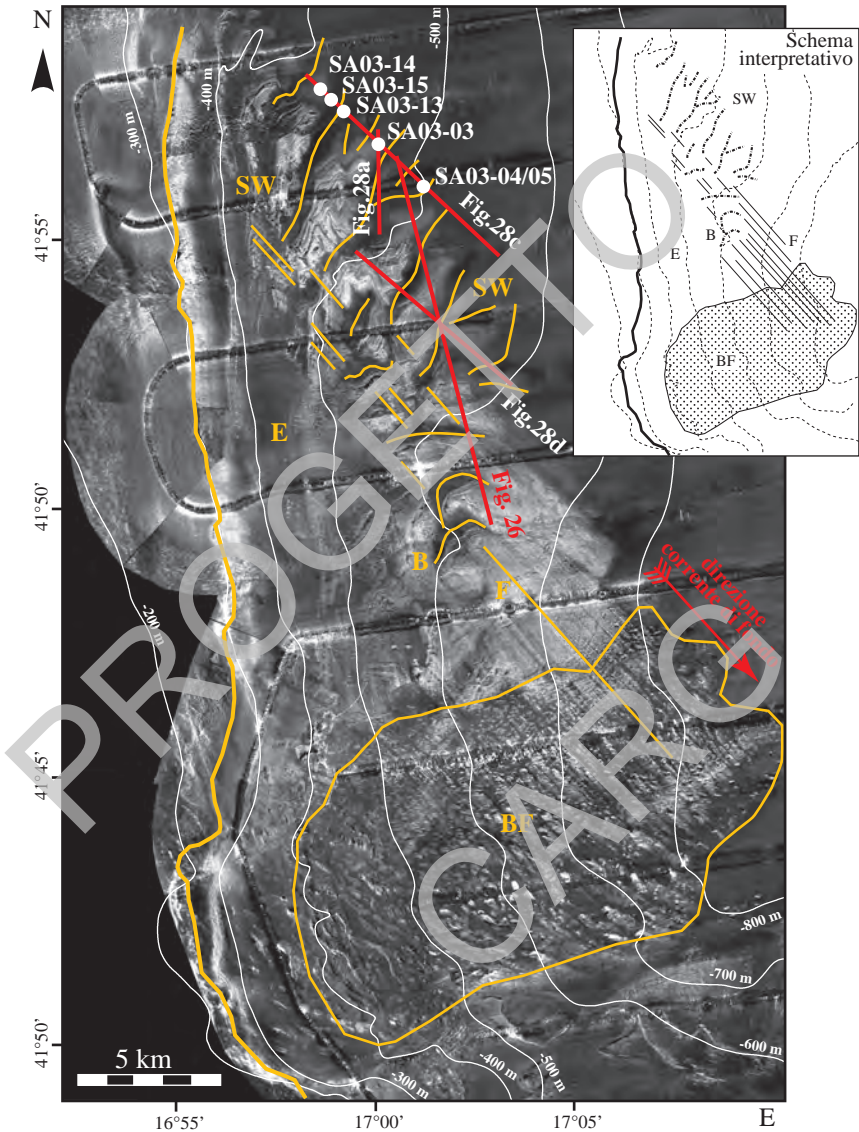 N
SA03-14
SA03-15
SA03-13
SA03-03
SA03-04/05
-500 m
-400 m
-300 m
SW
Fig.28a
Fig.28c
SW
Fig.28d
41°55'
E
41°50'
Fig. 26
B
F
-200 m
direzione
corrente di fondo
41°45'
BF
-800 m
-700 m
-600 m
-500 m
-400 m
-300 m
41°50'
5 km
16°55'
17°00'
17°05'
E
Schema
interpretativo
SW
E
B
F
BF
PROGETTO
CARG